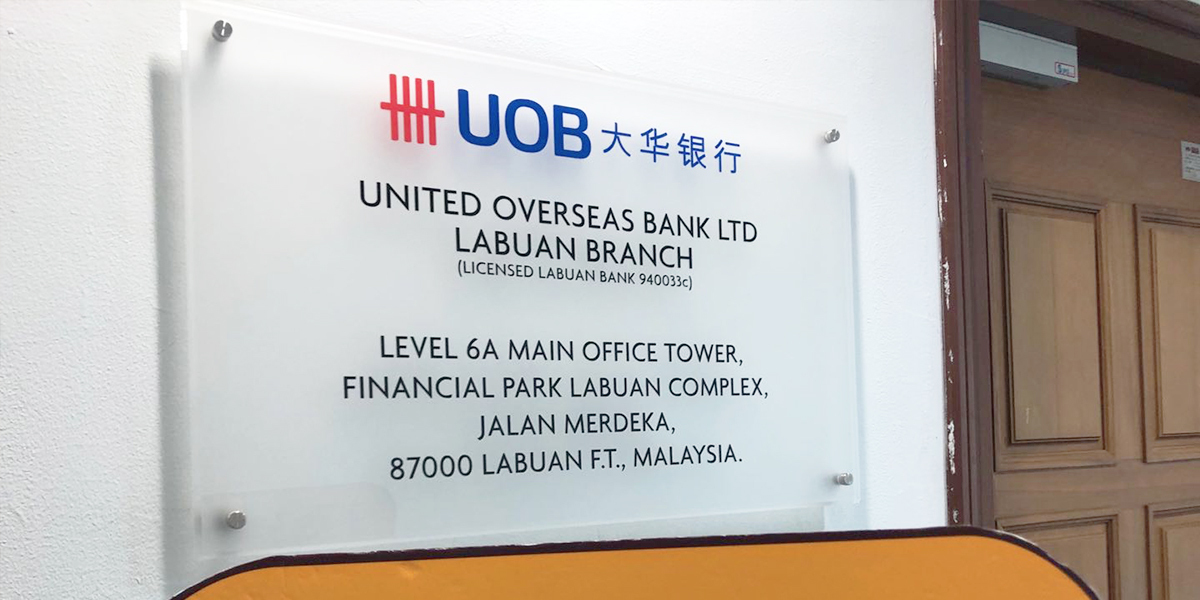 UOB 大华银行
UNITED OVERSEAS BANK LTD
LABUAN BRANCH
(LICENSED LABUAN BANK 940033c)
LEVEL 6A MAIN OFFICE TOWER,
FINANCIAL PARK LABUAN COMPLEX,
JALAN MERDEKA,
87000 LABUAN F.T., MALAYSIA.